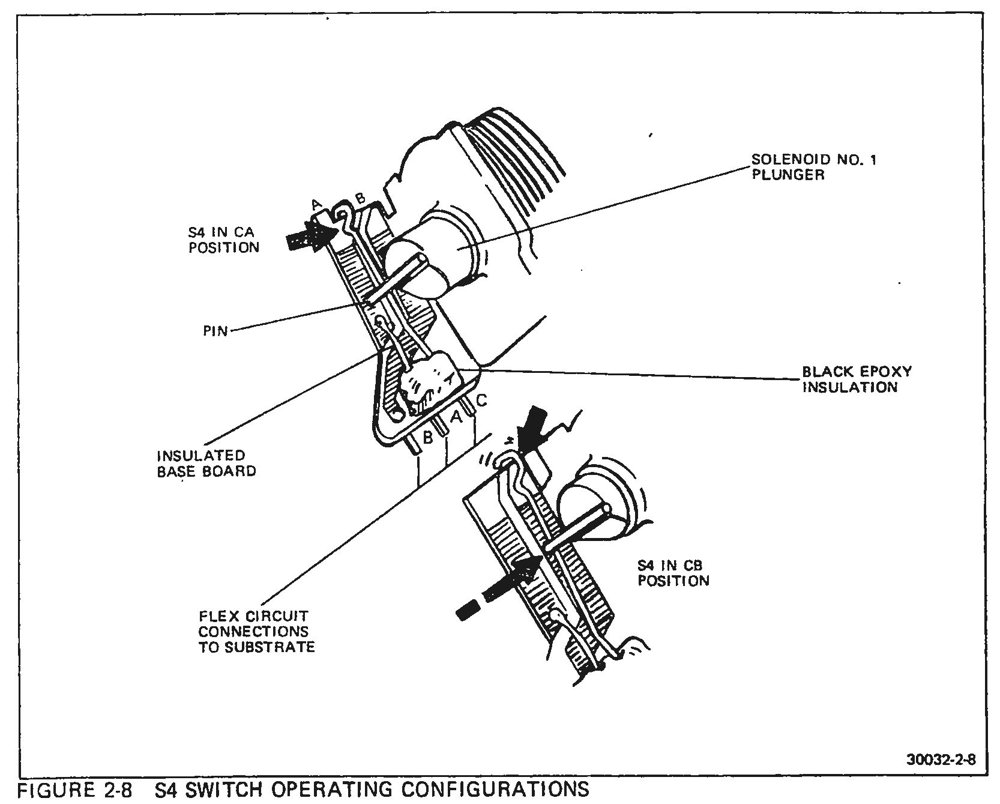 SOLENOID NO. 1
PLUNGER
A
B
S4 IN CA
POSITION
PIN
BLACK EPOXY
INSULATION
C
A
B
INSULATED
BASE BOARD
S4 IN CB
POSITION
FLEX CIRCUIT
CONNECTIONS
TO SUBSTRATE
30032-2-8
FIGURE 2-8 S4 SWITCH OPERATING CONFIGURATIONS